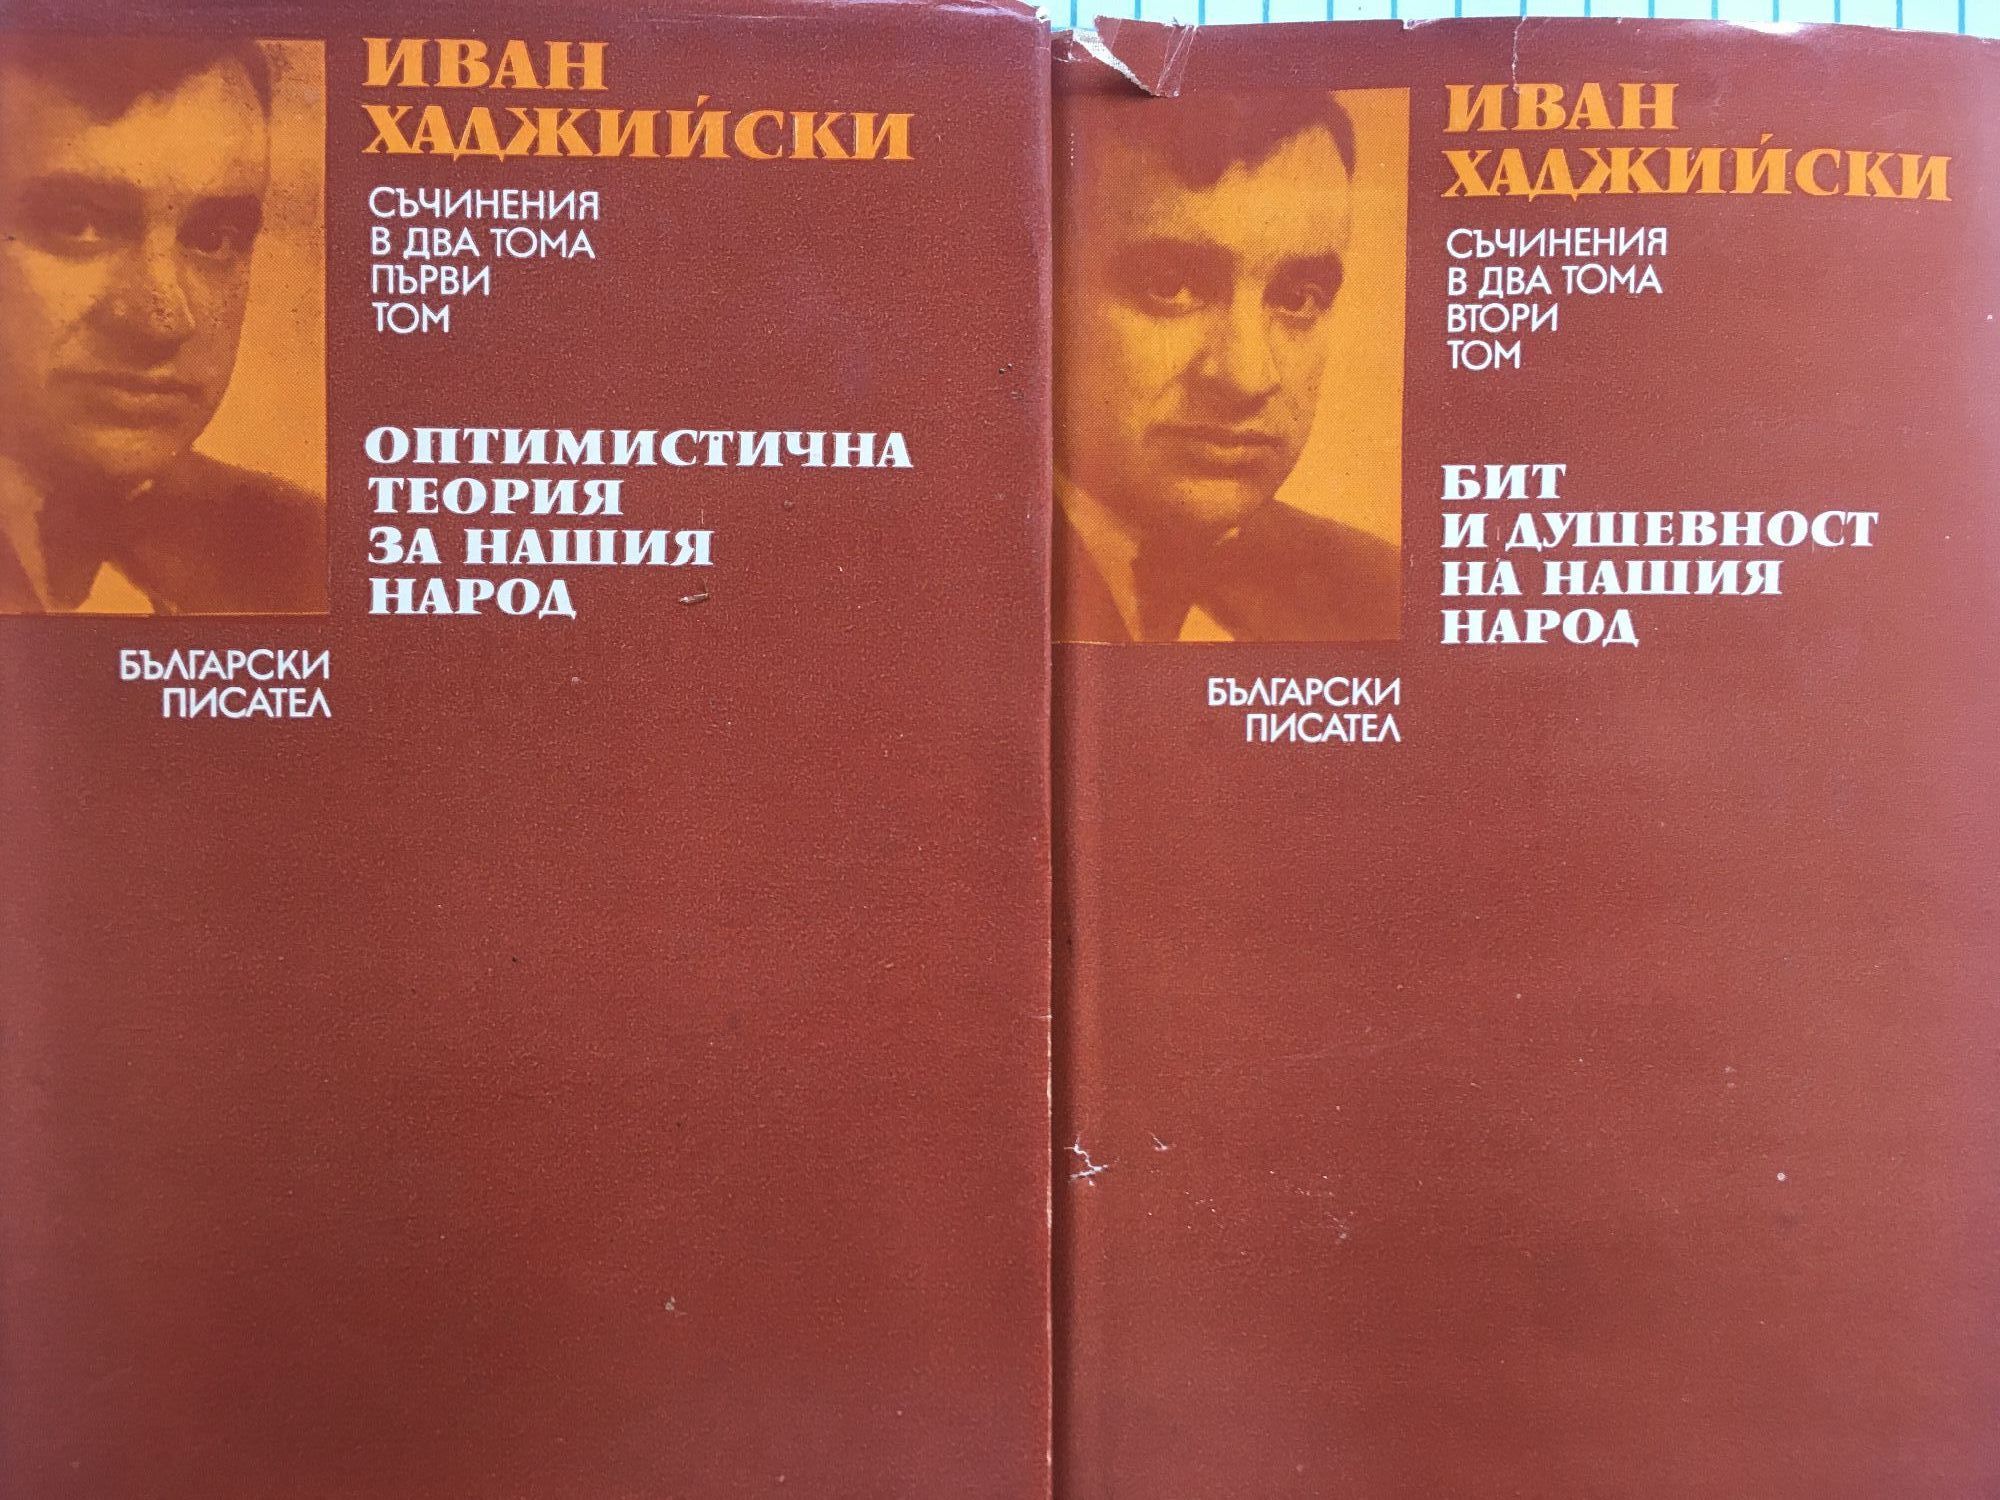 ИВАН
ХАДЖИЙСКИ
СЪЧИНЕНИЯ
В ДВА ТОМА
ПЪРВИ
ТОМ
ОПТИМИСТИЧНА
ТЕОРИЯ
ЗА НАШИЯ
НАРОД
БЪЛГАРСКИ
ПИСАТЕЛ
ИВАН
ХАДЖИЙСКИ
СЪЧИНЕНИЯ
В ДВА ТОМА
ВТОРИ
ТОМ
БИТ
И ДУШЕВНОСТ
НА НАШИЯ
НАРОД
БЪЛГАРСКИ
ПИСАТЕЛ